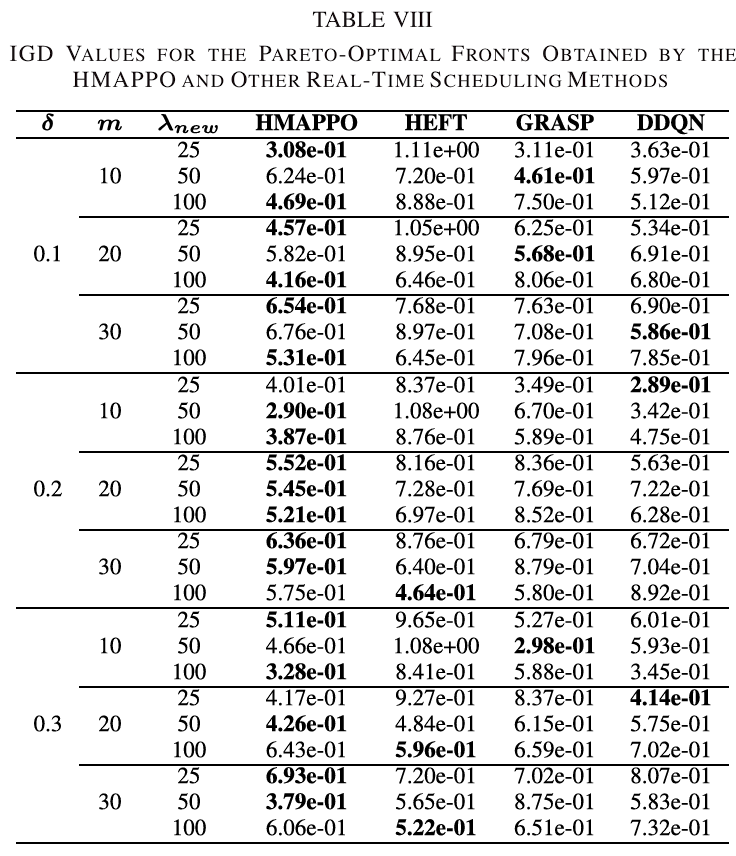 TABLE VIII
IGD VALUES FOR THE PARETO-OPTIMAL FRONTS OBTAINED BY THE
HMAPPO AND OTHER REAL-TIME SCHEDULING METHODS
δ m λnew HMAPPO HEFT GRASP DDQN
25 3.08e-01 1.11e+00 3.11e-01 3.63e-01
10 50 6.24e-01 7.20e-01 4.61e-01 5.97e-01
100 4.69e-01 8.88e-01 7.50e-01 5.12e-01
25 4.57e-01 1.05e+00 6.25e-01 5.34e-01
0.1 20 50 5.82e-01 8.95e-01 5.68e-01 6.91e-01
100 4.16e-01 6.46e-01 8.06e-01 6.80e-01
25 6.54e-01 7.68e-01 7.63e-01 6.90e-01
30 50 6.76e-01 8.97e-01 7.08e-01 5.86e-01
100 5.31e-01 6.45e-01 7.96e-01 7.85e-01
25 4.01e-01 8.37e-01 3.49e-01 2.89e-01
10 50 2.90e-01 1.08e+00 6.70e-01 3.42e-01
100 3.87e-01 8.76e-01 5.89e-01 4.75e-01
25 5.52e-01 8.16e-01 8.36e-01 5.63e-01
0.2 20 50 5.45e-01 7.28e-01 7.69e-01 7.22e-01
100 5.21e-01 6.97e-01 8.52e-01 6.28e-01
25 6.36e-01 8.76e-01 6.79e-01 6.72e-01
30 50 5.97e-01 6.40e-01 8.79e-01 7.04e-01
100 5.75e-01 4.64e-01 5.80e-01 8.92e-01
25 5.11e-01 9.65e-01 5.27e-01 6.01e-01
10 50 4.66e-01 1.08e+00 2.98e-01 5.93e-01
100 3.28e-01 8.41e-01 5.88e-01 3.45e-01
25 4.17e-01 9.27e-01 8.37e-01 4.14e-01
0.3 20 50 4.26e-01 4.84e-01 6.15e-01 5.75e-01
100 6.43e-01 5.96e-01 6.59e-01 7.02e-01
25 6.93e-01 7.20e-01 7.02e-01 8.07e-01
30 50 3.79e-01 5.65e-01 8.75e-01 5.83e-01
100 6.06e-01 5.22e-01 6.51e-01 7.32e-01